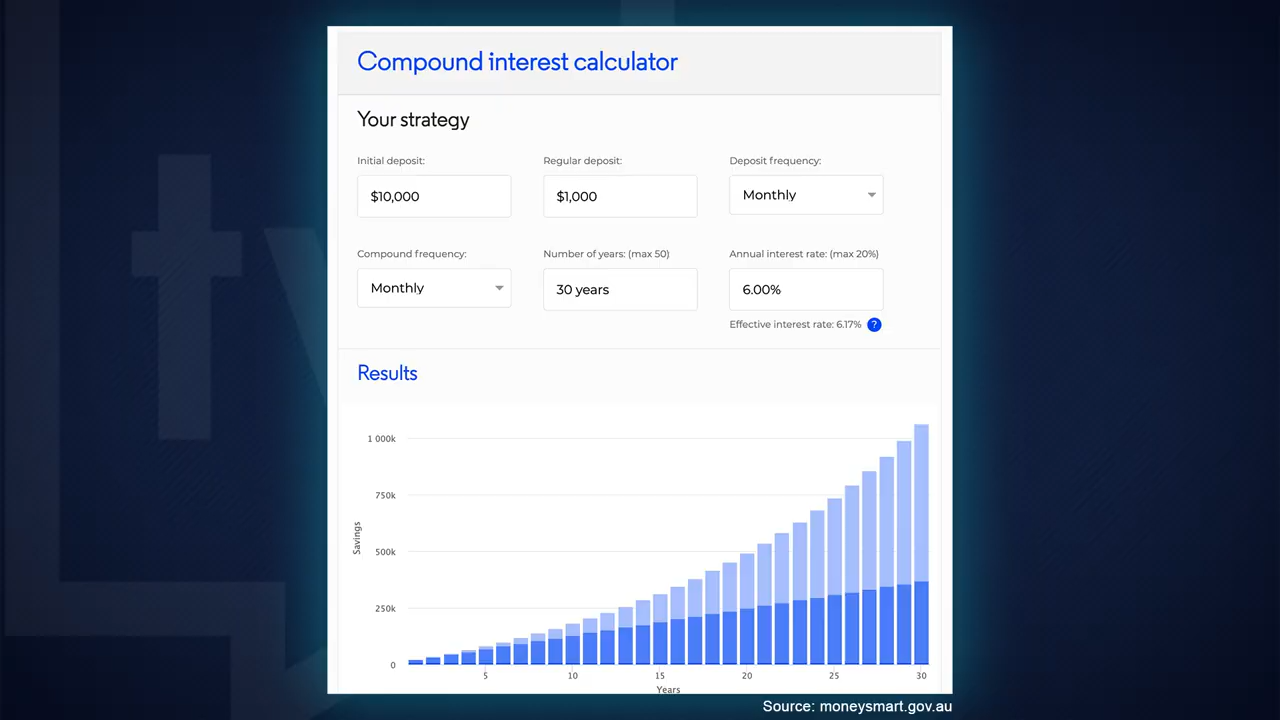 Compound interest calculator
Your strategy
Initial deposit:
Regular deposit:
Deposit frequency:
$10,000
$1,000
Monthly
Compound frequency:
Number of years: (max 50)
Annual interest rate: (max 20%)
Monthly
30 years
6.00%
Effective interest rate: 6.17% ?
Results
1 000k
750k
500k
250k
0
Savings
5
10
15
20
25
30
Years
Source: moneysmart.gov.au